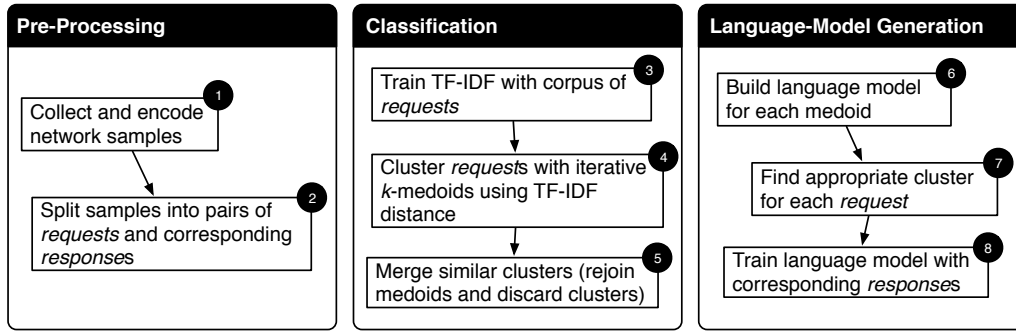 Pre-Processing
1
Collect and encode
network samples
2
Split samples into pairs of
requests and corresponding
responses
Classification
3
Train TF-IDF with corpus of
requests
4
Cluster requests with iterative
k-medoids using TF-IDF
distance
5
Merge similar clusters (rejoin
medoids and discard clusters)
Language-Model Generation
6
Build language model
for each medoid
7
Find appropriate cluster
for each request
8
Train language model with
corresponding responses